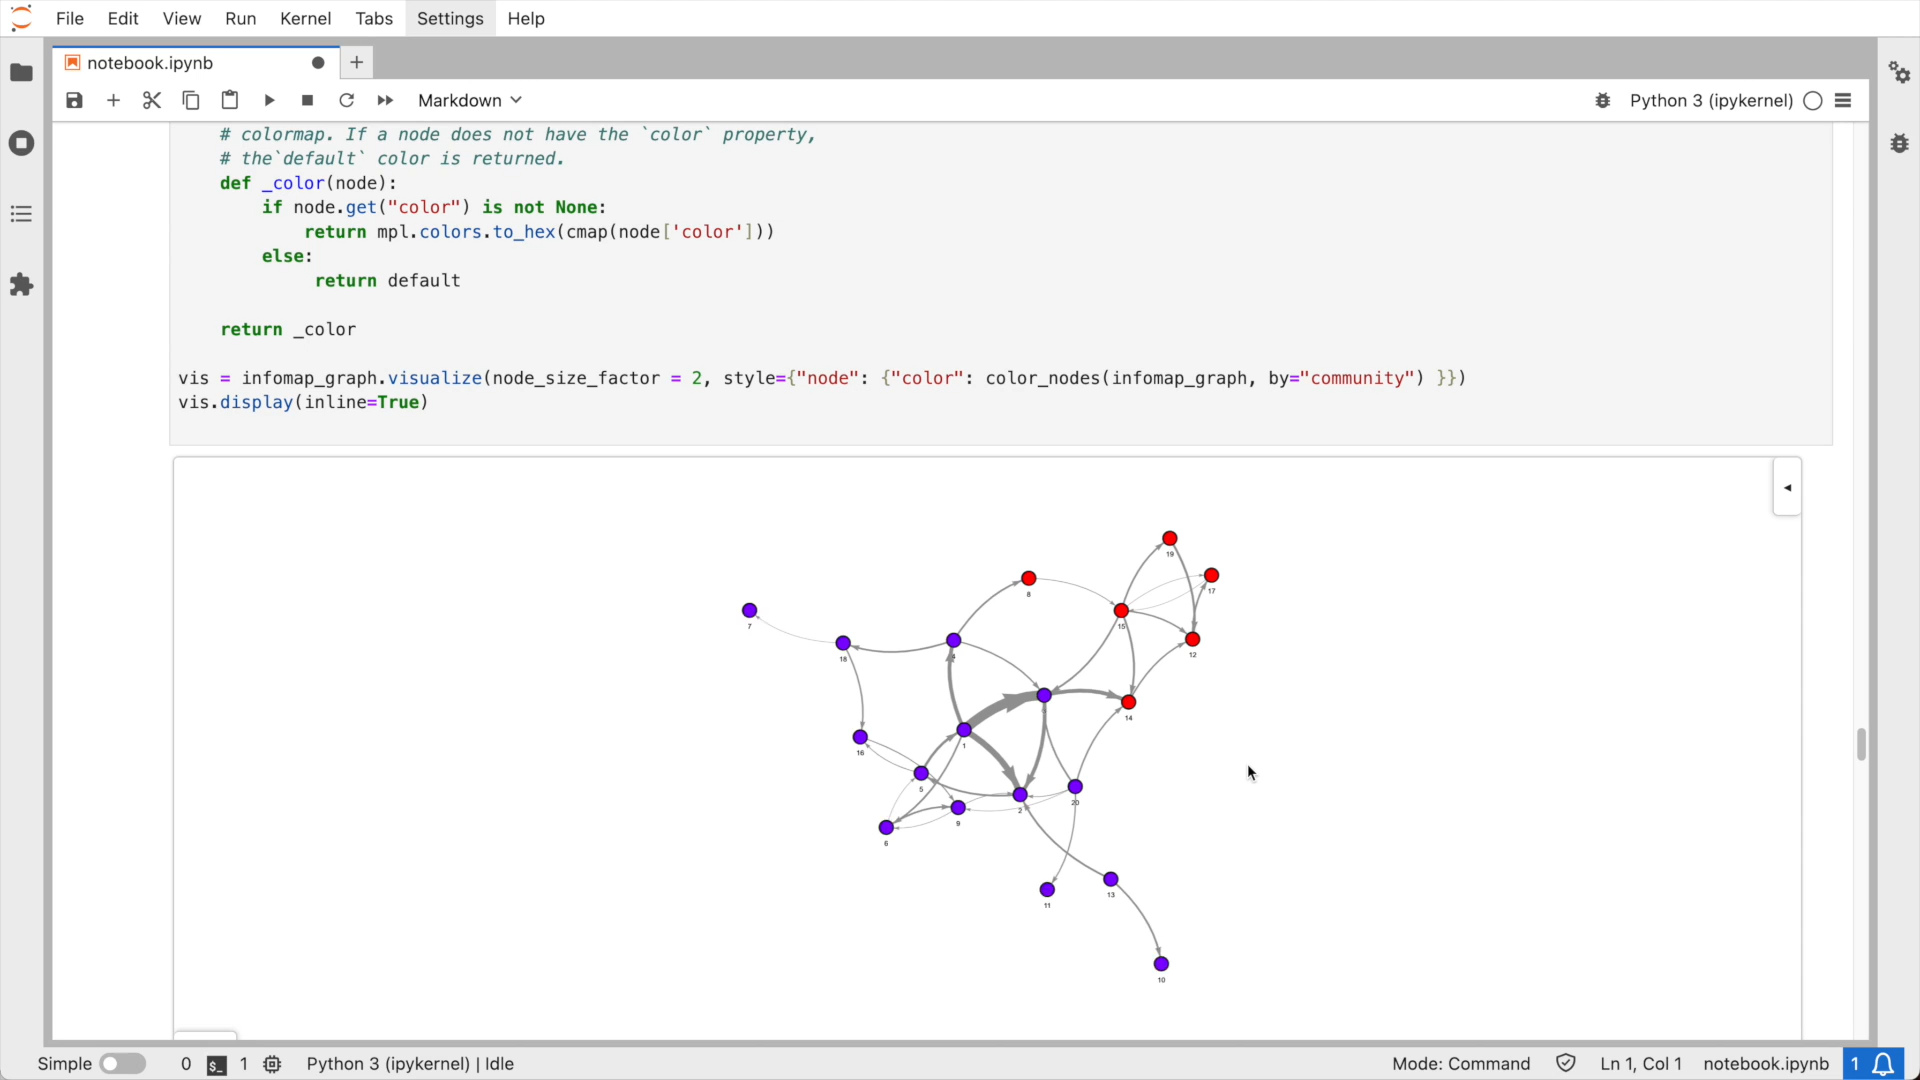 File Edit View Run Kernel Tabs Settings Help
notebook.ipynb
Markdown
Python 3 (ipykernel)
# colormap. If a node does not have the `color` property,
# the`default` color is returned.
def _color(node):
if node.get("color") is not None:
return mpl.colors.to_hex(cmap(node['color']))
else:
return default
return _color
vis = infomap_graph.visualize(node_size_factor = 2, style={"node": {"color": color_nodes(infomap_graph, by="community") }})
vis.display(inline=True)
19
8
17
7
15
18
12
14
1
16
5
2
20
9
6
11
13
10
Simple 0 1 Python 3 (ipykernel) | Idle Mode: Command Ln 1, Col 1 notebook.ipynb 1